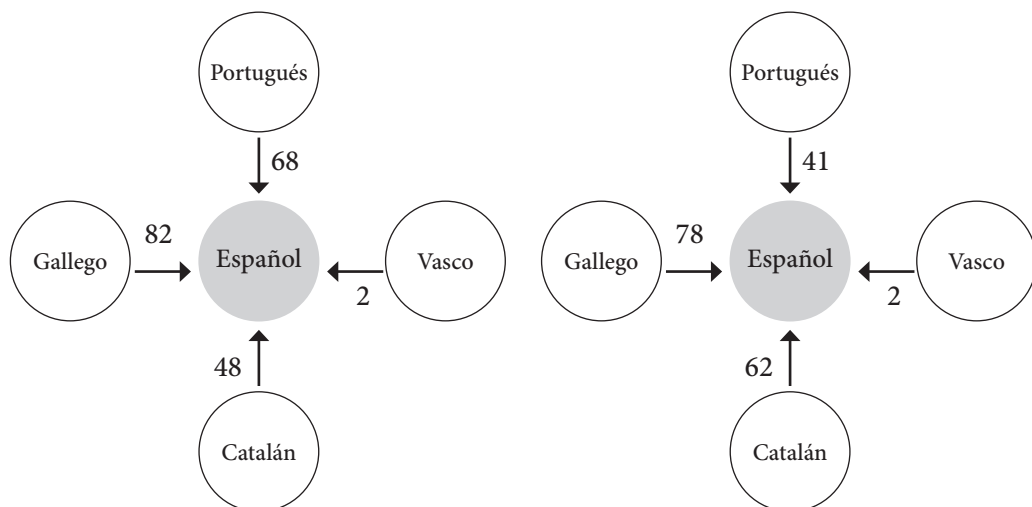 Portugués
68
82
Gallego
Español
Vasco
2
48
Catalán
Portugués
41
78
Gallego
Español
Vasco
2
62
Catalán